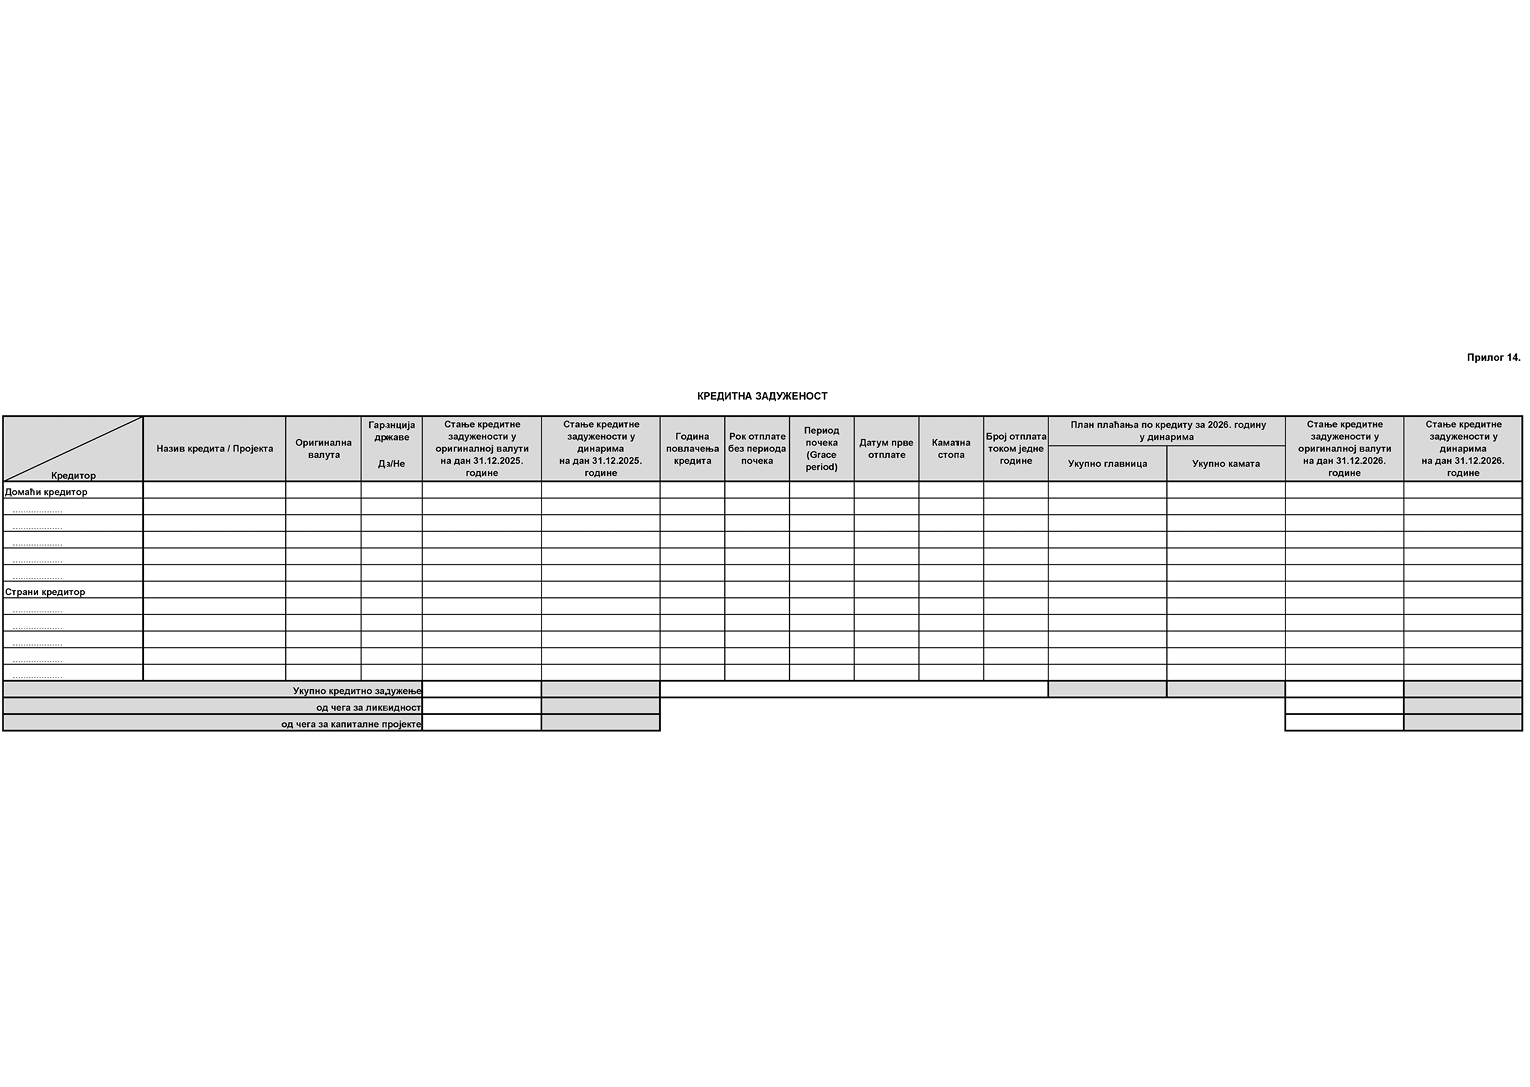 Прилог 14.
КРЕДИТНА ЗАДУЖЕНОСТ
Кредитор
Назив кредита / Пројекта
Оригинална
валута
Гаранција
државе
Да/Не
Стање кредитне
задужености у
оригиналној валути
на дан 31.12.2025.
године
Стање кредитне
задужености у
динарима
на дан 31.12.2025.
године
Година
повлачења
кредита
Рок отплате
без периода
почека
Период
почека
(Grace
period)
Датум прве
отплате
Каматна
стопа
Број отплата
током једне
године
План плаћања по кредиту за 2026. годину
у динарима
Укупно главница
Укупно камата
Стање кредитне
задужености у
оригиналној валути
на дан 31.12.2026.
године
Стање кредитне
задужености у
динарима
на дан 31.12.2026.
године
Домаћи кредитор
...................
...................
...................
...................
...................
Страни кредитор
...................
...................
...................
...................
...................
Укупно кредитно задужење
од чега за ликвидност
од чега за капиталне пројекте